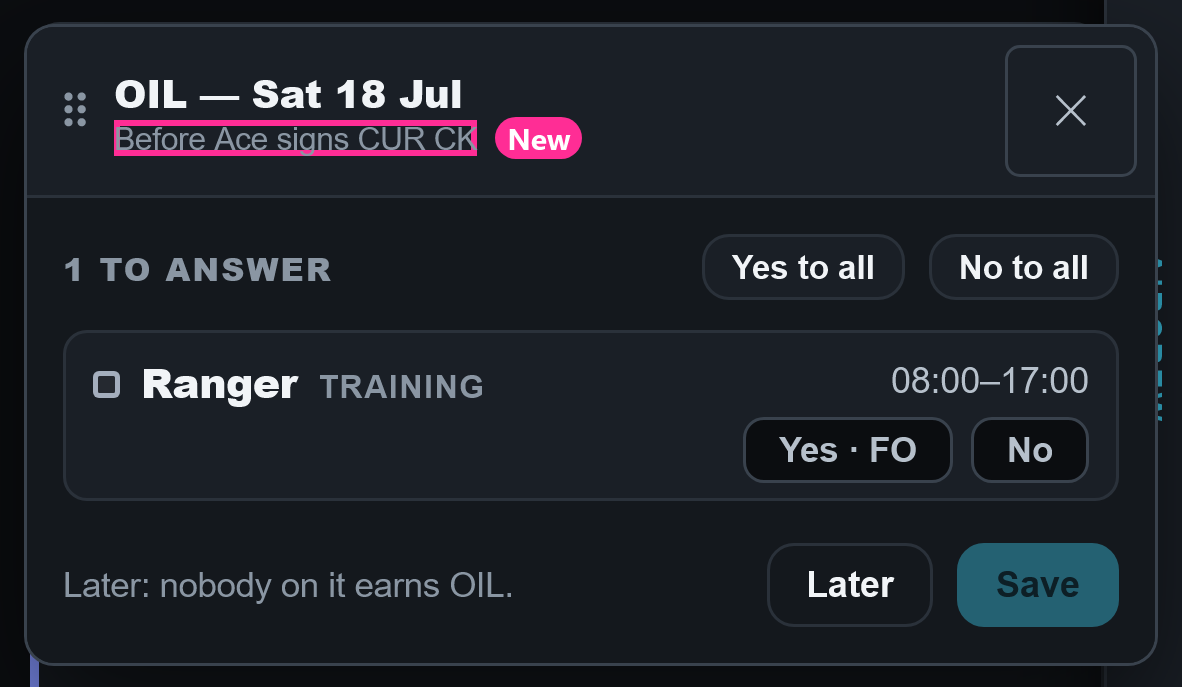 OIL — Sat 18 Jul
Before Ace signs CUR CK New
1 TO ANSWER Yes to all No to all
Ranger TRAINING 08:00–17:00
Yes · FO No
Later: nobody on it earns OIL. Later Save